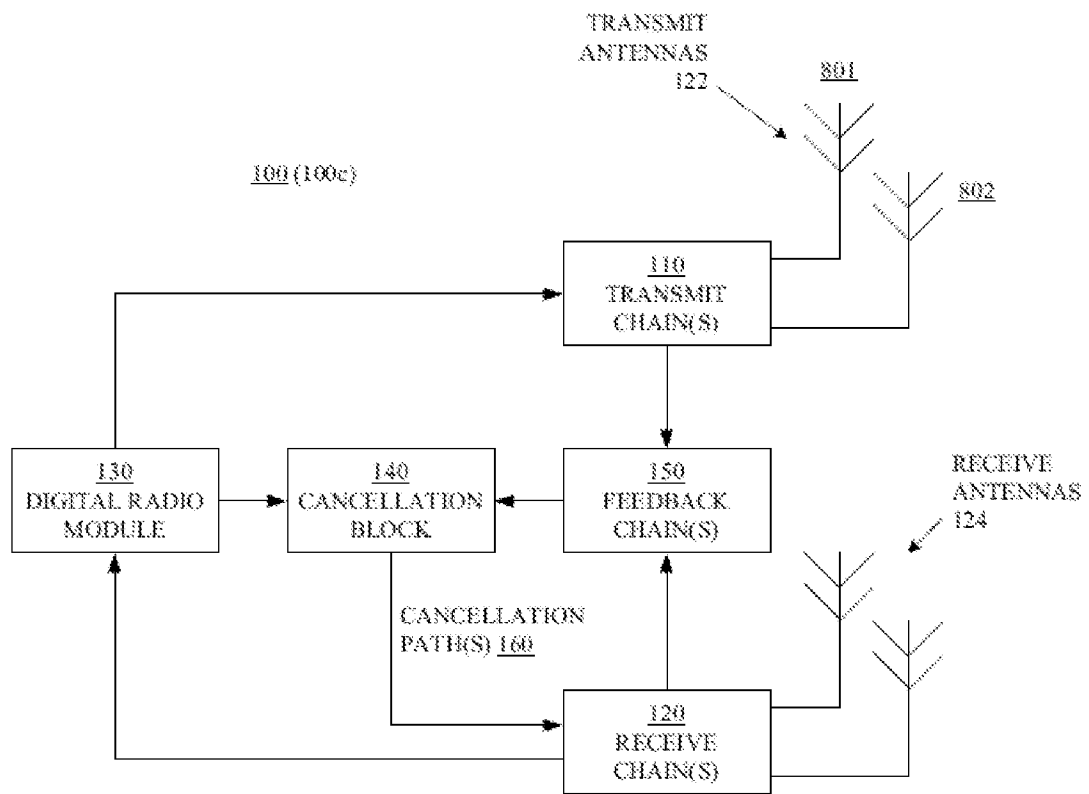 TRANSMIT
ANTENNAS
122
801
100 (100c)
802
110
TRANSMIT
CHAIN(S)
130
DIGITAL RADIO
MODULE
140
CANCELLATION
BLOCK
150
FEEDBACK
CHAIN(S)
RECEIVE
ANTENNAS
124
CANCELLATION
PATH(S) 160
120
RECEIVE
CHAIN(S)